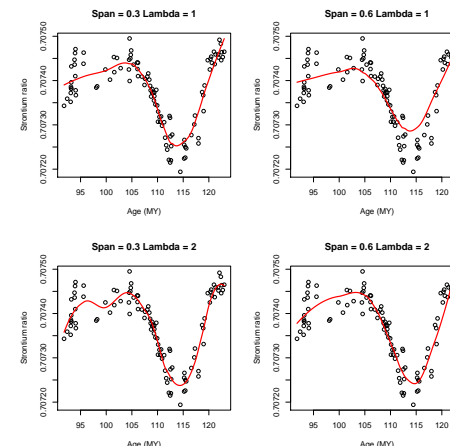 Span = 0.3 Lambda = 1
Strontium ratio
0.70720 0.70730 0.70740 0.70750
95 100 105 110 115 120
Age (MY)
Span = 0.6 Lambda = 1
Strontium ratio
0.70720 0.70730 0.70740 0.70750
95 100 105 110 115 120
Age (MY)
Span = 0.3 Lambda = 2
Strontium ratio
0.70720 0.70730 0.70740 0.70750
95 100 105 110 115 120
Age (MY)
Span = 0.6 Lambda = 2
Strontium ratio
0.70720 0.70730 0.70740 0.70750
95 100 105 110 115 120
Age (MY)